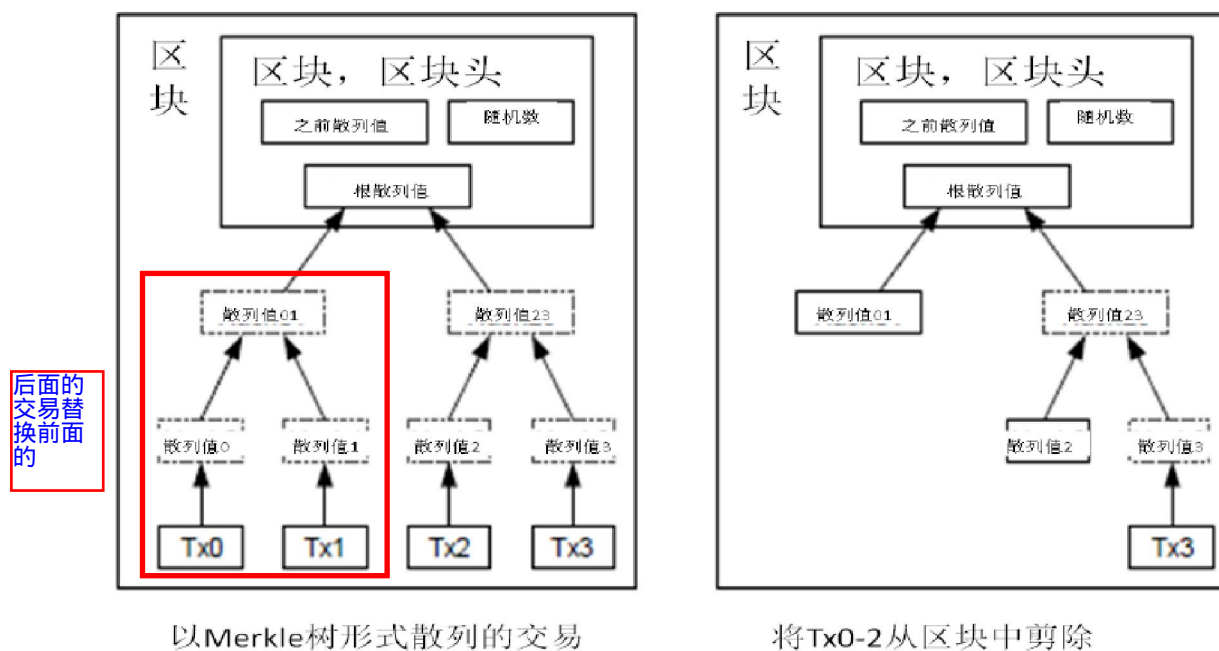 区
块
区块，区块头
之前散列值
随机数
根散列值
散列值01
散列值23
后面的
交易替
换前面
的
散列值0
散列值1
散列值2
散列值3
Tx0
Tx1
Tx2
Tx3
以Merkle树形式散列的交易
区
块
区块，区块头
之前散列值
随机数
根散列值
散列值01
散列值23
散列值2
散列值3
Tx3
将Tx0-2从区块中剪除